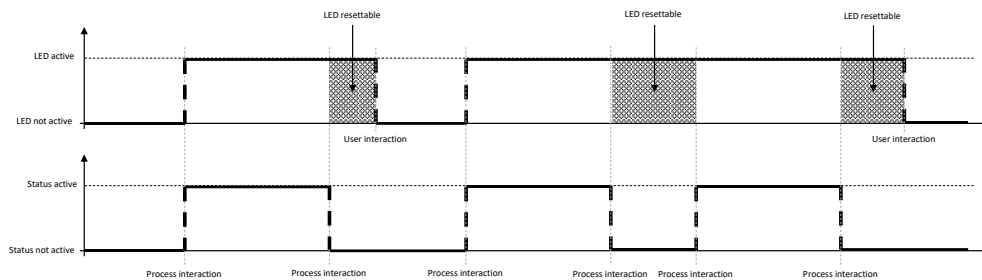 LED resettable
LED resettable
LED resettable
LED active
LED not active
User interaction
User interaction
Status active
Status not active
Process interaction
Process interaction
Process interaction
Process interaction
Process interaction
Process interaction